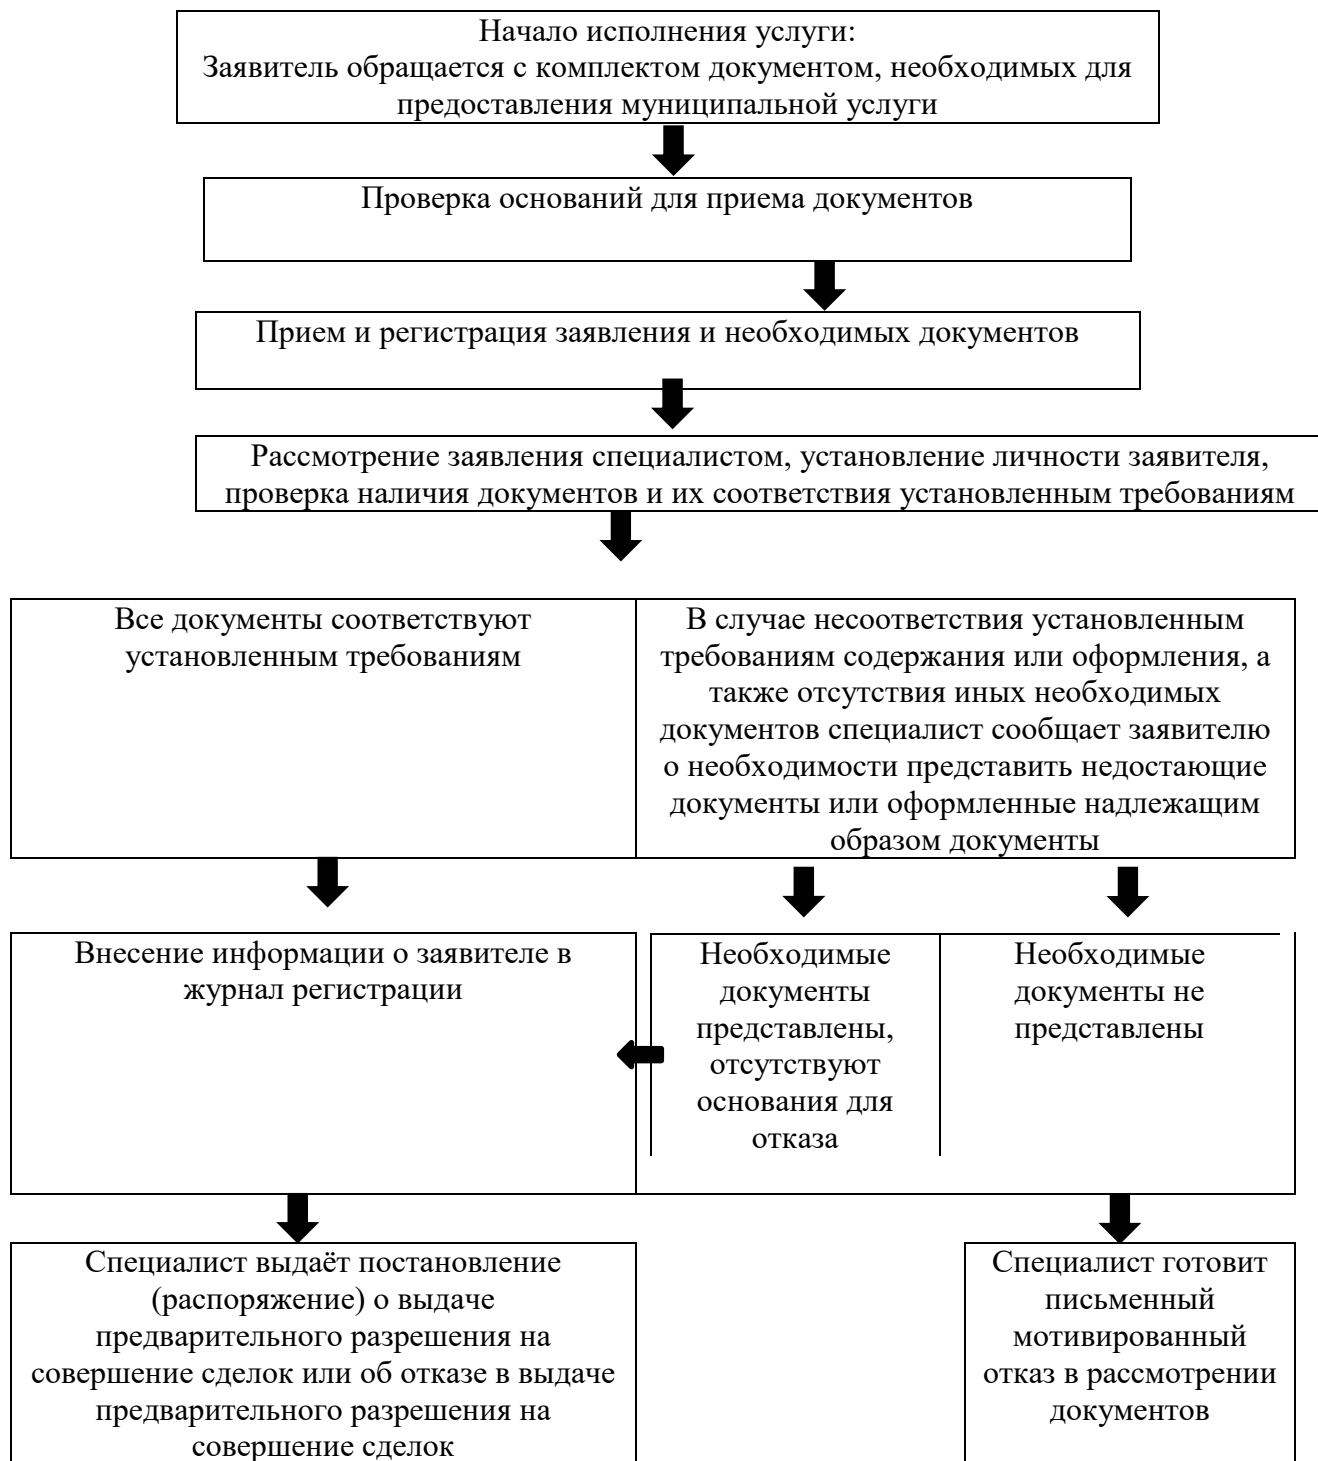 Начало исполнения услуги:
Заявитель обращается с комплектом документом, необходимых для
предоставления муниципальной услуги
Проверка оснований для приема документов
Прием и регистрация заявления и необходимых документов
Рассмотрение заявления специалистом, установление личности заявителя,
проверка наличия документов и их соответствия установленным требованиям
Все документы соответствуют
установленным требованиям
В случае несоответствия установленным
требованиям содержания или оформления, а
также отсутствия иных необходимых
документов специалист сообщает заявителю
о необходимости представить недостающие
документы или оформленные надлежащим
образом документы
Внесение информации о заявителе в
журнал регистрации
Необходимые
документы
представлены,
отсутствуют
основания для
отказа
Необходимые
документы не
представлены
Специалист выдаёт постановление
(распоряжение) о выдаче
предварительного разрешения на
совершение сделок или об отказе в выдаче
предварительного разрешения на
совершение сделок
Специалист готовит
письменный
мотивированный
отказ в рассмотрении
документов